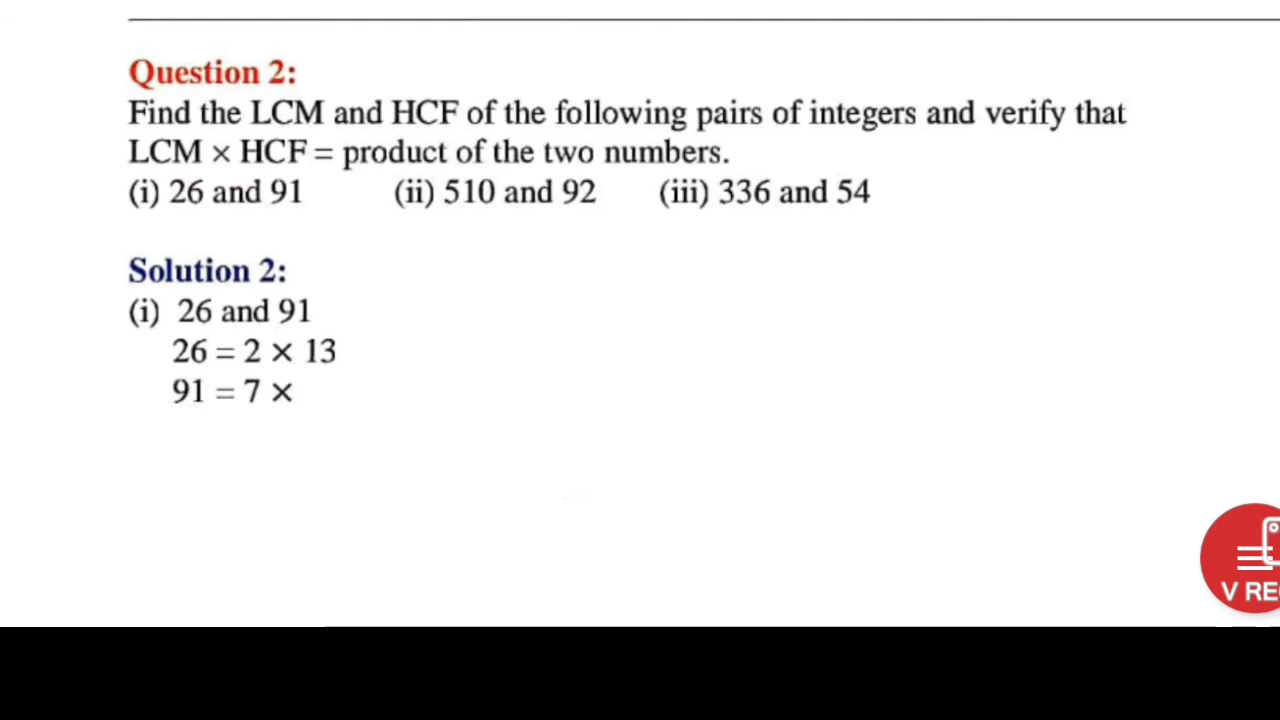 Question 2:
Find the LCM and HCF of the following pairs of integers and verify that
LCM × HCF = product of the two numbers.
(i) 26 and 91 (ii) 510 and 92 (iii) 336 and 54
Solution 2:
(i) 26 and 91
26 = 2 × 13
91 = 7 ×
V REC